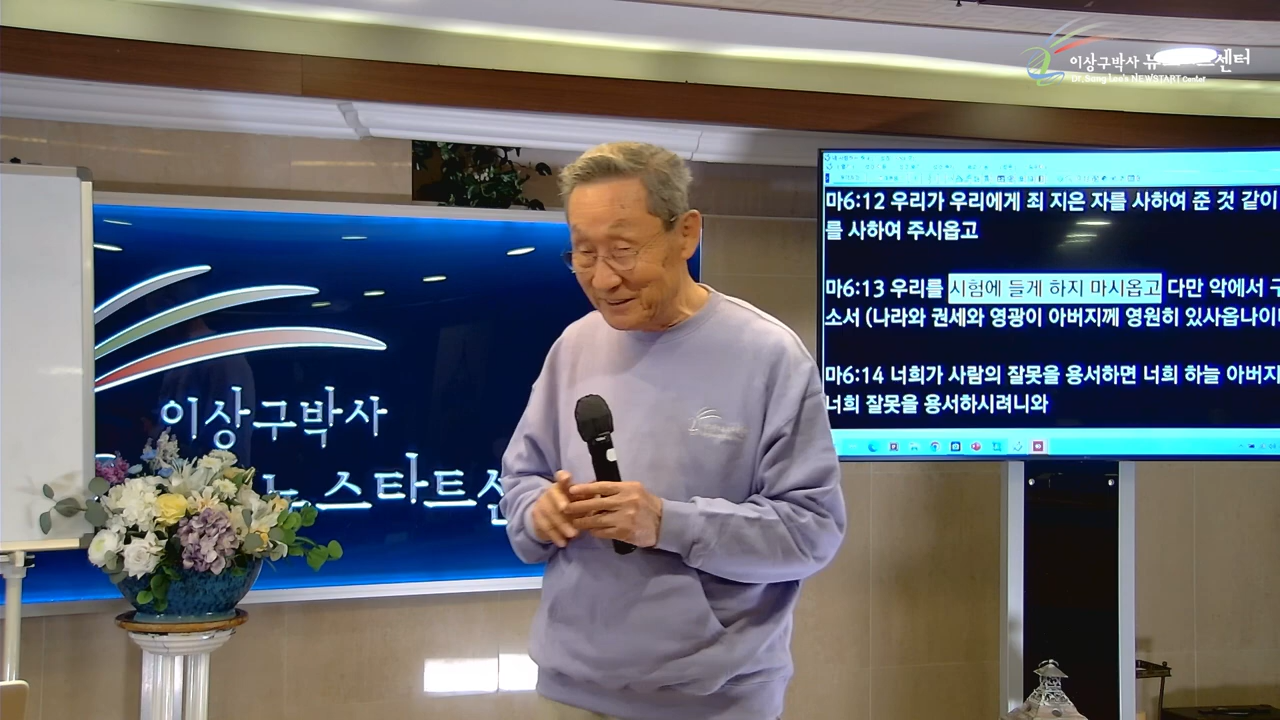 이상구박사 뉴 센터
Dr. Sang Lee's NEWSTART Center
마6:12 우리가 우리에게 죄 지은 자를 사하여 준 것 같이
를 사하여 주시옵고
마6:13 우리를 시험에 들게 하지 마시옵고 다만 악에서
소서 (나라와 권세와 영광이 아버지께 영원히 있사옵나이
마6:14 너희가 사람의 잘못을 용서하면 너희 하늘 아버지
너희 잘못을 용서하시려니와
이상구박사
뉴스타트센